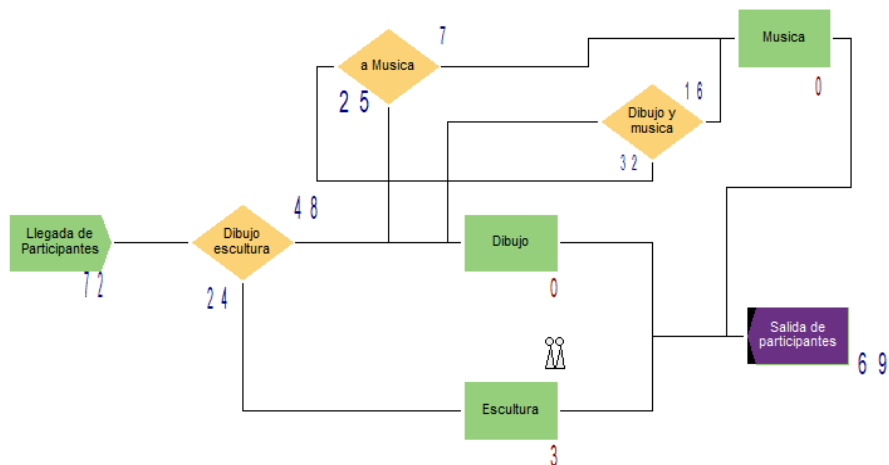 Musica
7
a Musica
2 5
0
1 6
Dibujo y
musica
3 2
4 8
Llegada de
Participantes
7 2
Dibujo
escultura
2 4
Dibujo
0
Salida de
participantes
6 9
Escultura
3